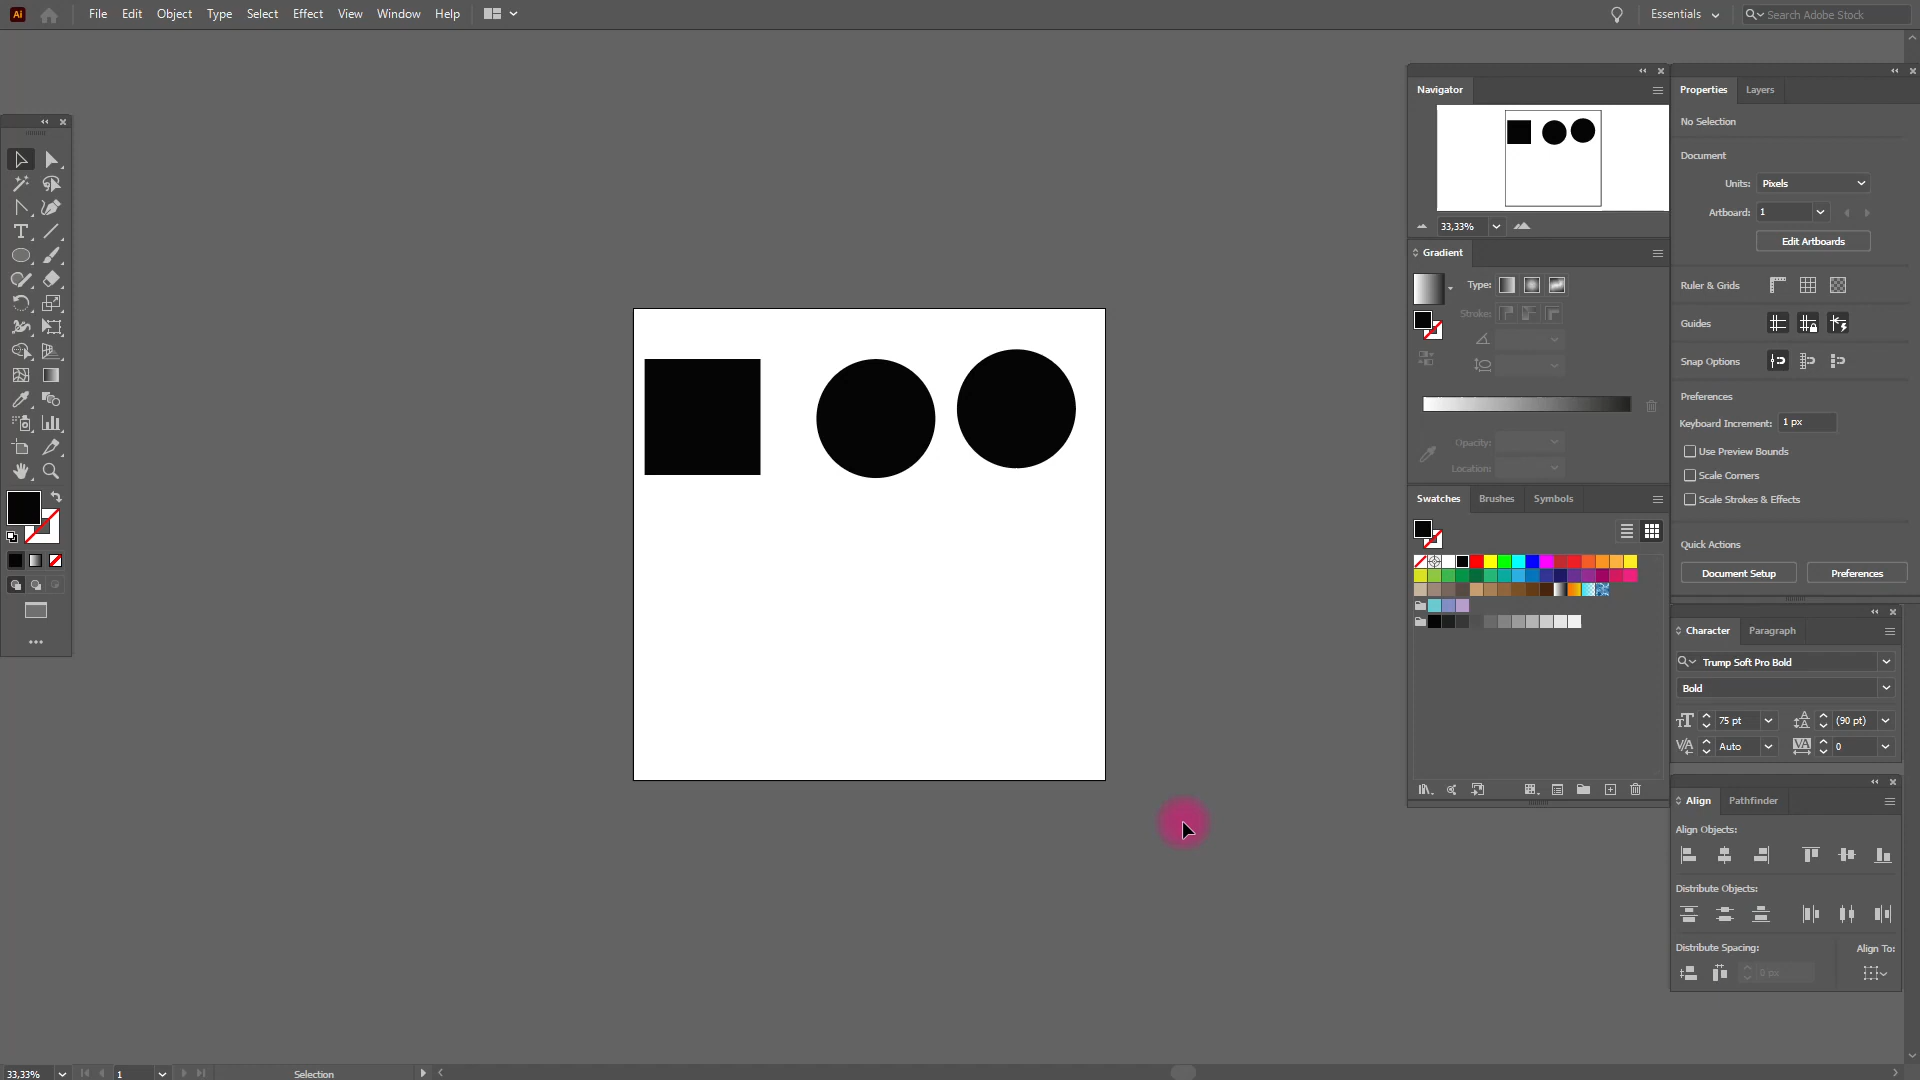 Ai File Edit Object Type Select Effect View Window Help Essentials Search Adobe Stock
Navigator
33,33%
Gradient
Type:
Stroke:
Opacity:
Location:
Swatches Brushes Symbols
Properties Layers
No Selection
Document
Units: Pixels
Artboard: 1
Edit Artboards
Ruler & Grids
Guides
Snap Options
Preferences
Keyboard Increment: 1 px
Use Preview Bounds
Scale Corners
Scale Strokes & Effects
Quick Actions
Document Setup Preferences
Character Paragraph
Trump Soft Pro Bold
Bold
75 pt (90 pt)
Auto 0
Align Pathfinder
Align Objects:
Distribute Objects:
Distribute Spacing: Align To:
0 px
33,33% 1 Selection